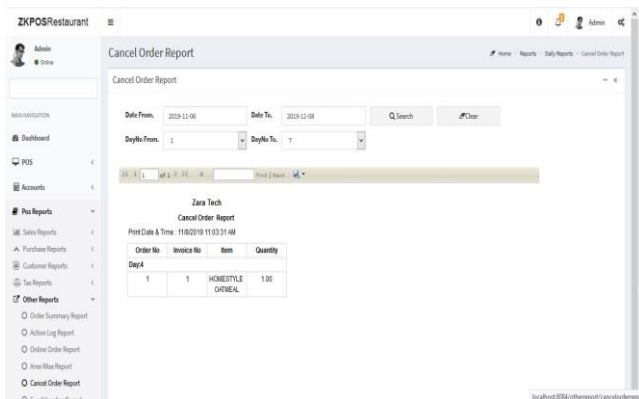 ZKPOSRestaurant
Admin
Admin
Online
Cancel Order Report
Home - Reports - Daily Reports - Cancel Order Report
Cancel Order Report
MAIN NAVIGATION
Dashboard
POS
Accounts
Pos Reports
Sales Reports
Purchase Reports
Customer Reports
Tax Reports
Other Reports
Order Summary Report
Action Log Report
Online Order Report
Area Wise Report
Cancel Order Report
Date From. 2019-11-06 Date To. 2019-11-08 Search Clear
DayNo From. 1 DayNo To. 7
1 of 1 Find | Next
Zara Tech
Cancel Order Report
Print Date & Time : 11/8/2019 11:03:31 AM
Order No Invoice No Item Quantity
Day:4
1 1 HOMESTYLE OATMEAL 1.00